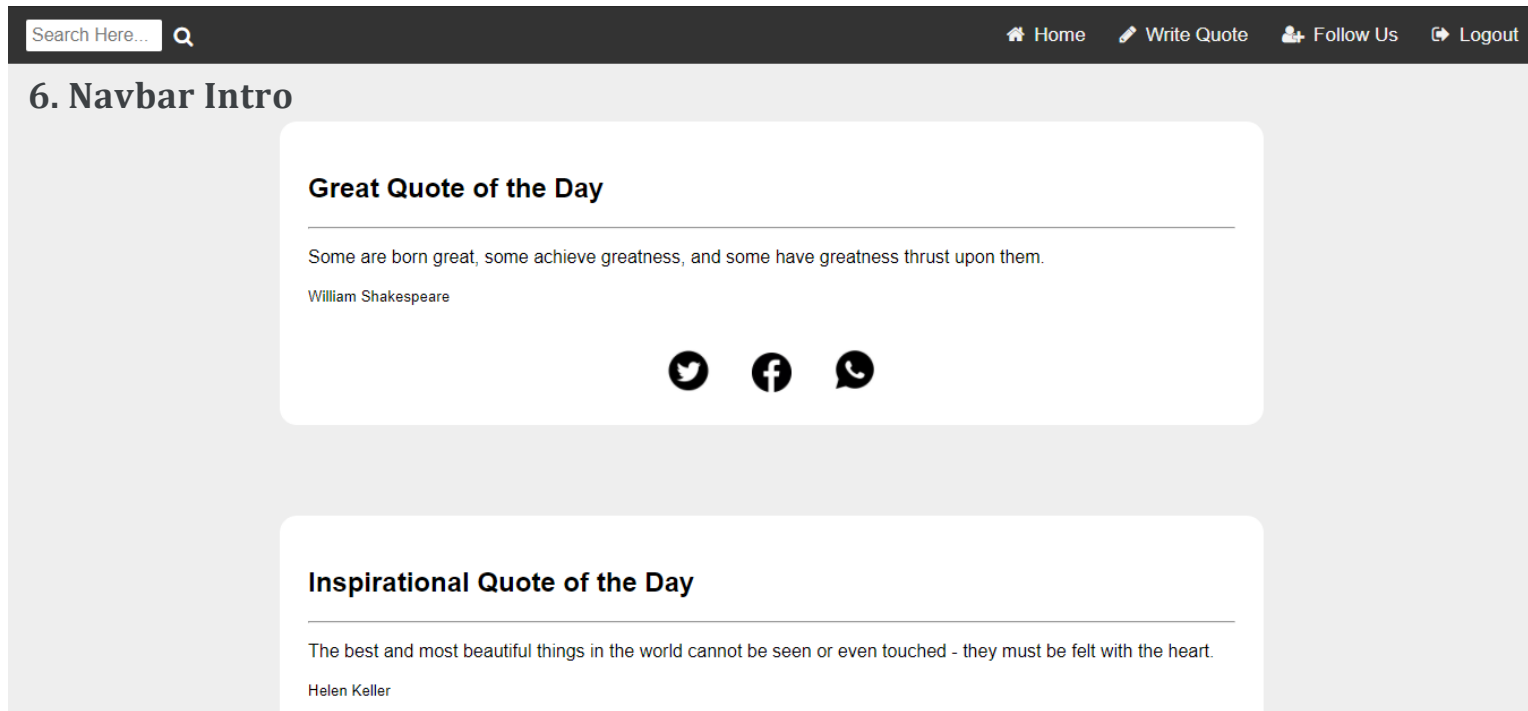 Search Here...
Home
Write Quote
Follow Us
Logout
6. Navbar Intro
Great Quote of the Day
Some are born great, some achieve greatness, and some have greatness thrust upon them.
William Shakespeare
Inspirational Quote of the Day
The best and most beautiful things in the world cannot be seen or even touched - they must be felt with the heart.
Helen Keller